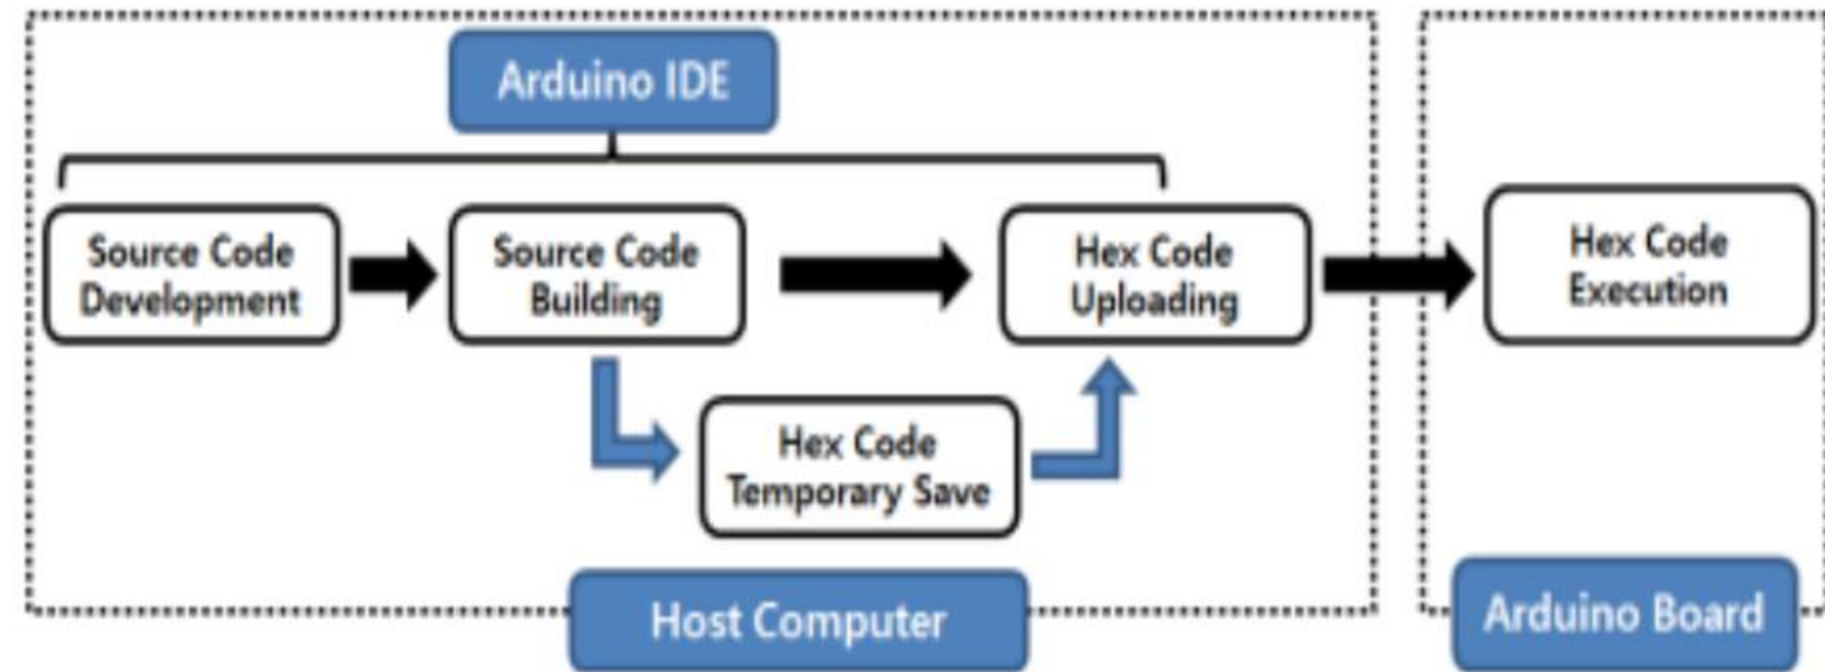 Arduino IDE
Source Code
Development
Source Code
Building
Hex Code
Uploading
Hex Code
Execution
Hex Code
Temporary Save
Host Computer
Arduino Board